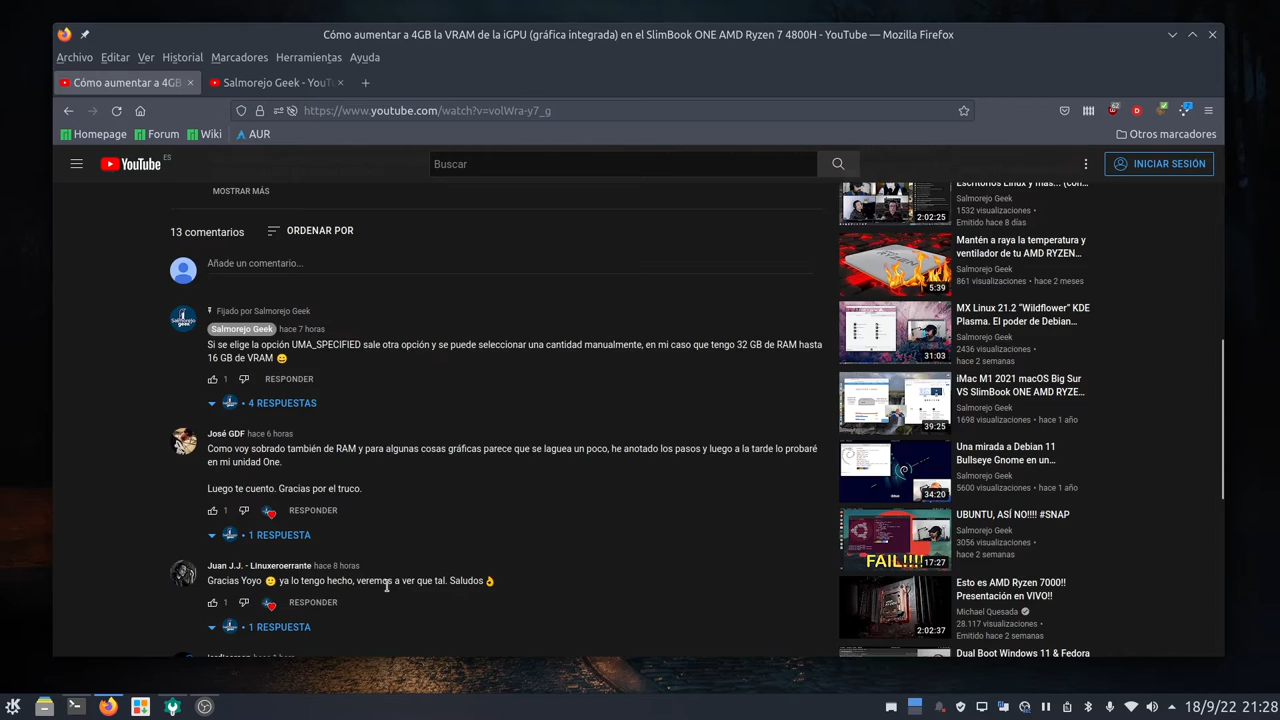 Cómo aumentar a 4GB la VRAM de la iGPU (gráfica integrada) en el SlimBook ONE AMD Ryzen 7 4800H - YouTube — Mozilla Firefox
Archivo Editar Ver Historial Marcadores Herramientas Ayuda
Cómo aumentar a 4GB
Salmorejo Geek - YouT
https://www.youtube.com/watch?v=volWra-y7_g
62
7
Homepage Forum Wiki AUR
Otros marcadores
YouTube ES
Buscar
INICIAR SESIÓN
MOSTRAR MÁS
13 comentarios
ORDENAR POR
Añade un comentario...
Fijado por Salmorejo Geek
Salmorejo Geek hace 7 horas
Si se elige la opción UMA_SPECIFIED sale otra opción y se puede seleccionar una cantidad manualmente, en mi caso que tengo 32 GB de RAM hasta
16 GB de VRAM 😄
1 RESPONDER
4 RESPUESTAS
José GDF hace 6 horas
Como voy sobrado también de RAM y para algunos juegos y demás podría que se laguee un poco, he anotado los pasos y luego a la tarde lo probaré
en mi unidad One.
Luego te cuento. Gracias por el truco.
1 RESPONDER
• 1 RESPUESTA
Juan J.J. - Linuxeroerrante hace 8 horas
Gracias Yoyo 🙂 ya lo tengo hecho, veremos a ver que tal. Saludos👌
1 RESPONDER
• 1 RESPUESTA
Escritorios Linux y más... (con...
Salmorejo Geek
1532 visualizaciones •
Emitido hace 8 días
2:02:25
Mantén a raya la temperatura y
ventilador de tu AMD RYZEN...
Salmorejo Geek
861 visualizaciones • hace 2 meses
RYZEN
5:39
MX Linux 21.2 “Wildflower” KDE
Plasma. El poder de Debian...
Salmorejo Geek
2436 visualizaciones •
hace 2 semanas
31:03
iMac M1 2021 macOS Big Sur
VS SlimBook ONE AMD RYZE...
Salmorejo Geek
1698 visualizaciones • hace 1 año
39:25
Una mirada a Debian 11
Bullseye Gnome en un...
Salmorejo Geek
5600 visualizaciones • hace 1 año
34:20
UBUNTU, ASÍ NO!!!! #SNAP
Salmorejo Geek
3056 visualizaciones •
hace 2 semanas
FAIL!!!!
17:27
Esto es AMD Ryzen 7000!!
Presentación en VIVO!!
Michael Quesada
28.117 visualizaciones •
Emitido hace 2 semanas
2:02:37
Dual Boot Windows 11 & Fedora
18/9/22 21:28